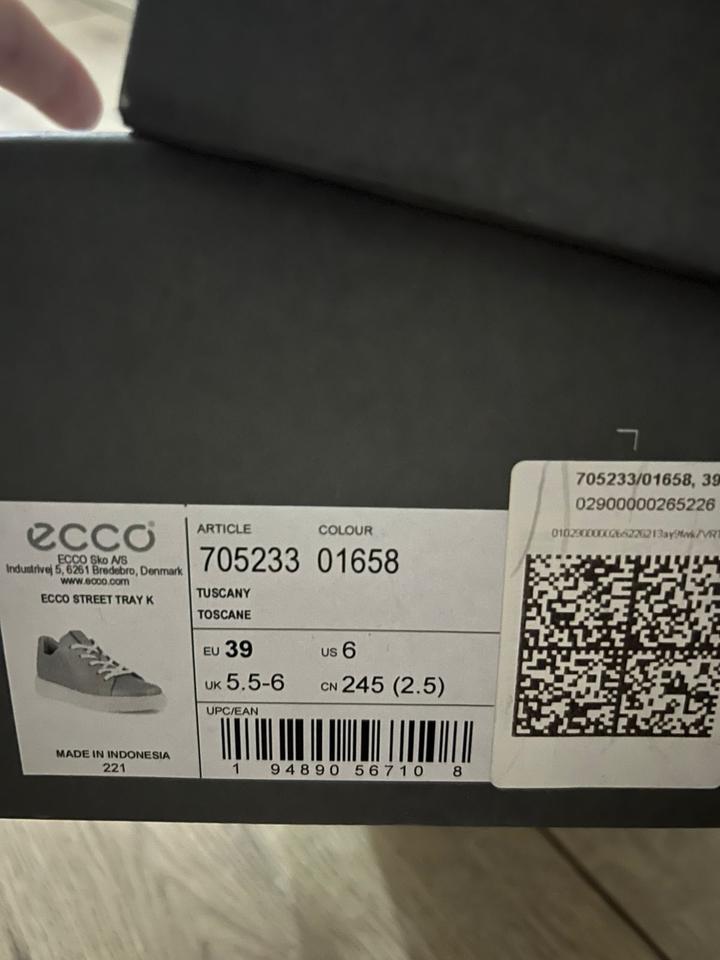 ecco
ECCO Sko A/S
Industrivej 5, 6261 Bredebro, Denmark
www.ecco.com
ECCO STREET TRAY K
MADE IN INDONESIA
221
ARTICLE COLOUR
705233 01658
TUSCANY
TOSCANE
EU 39 US 6
UK 5.5-6 CN 245 (2.5)
UPC/EAN
1 94890 56710 8
705233/01658, 39
02900000265226